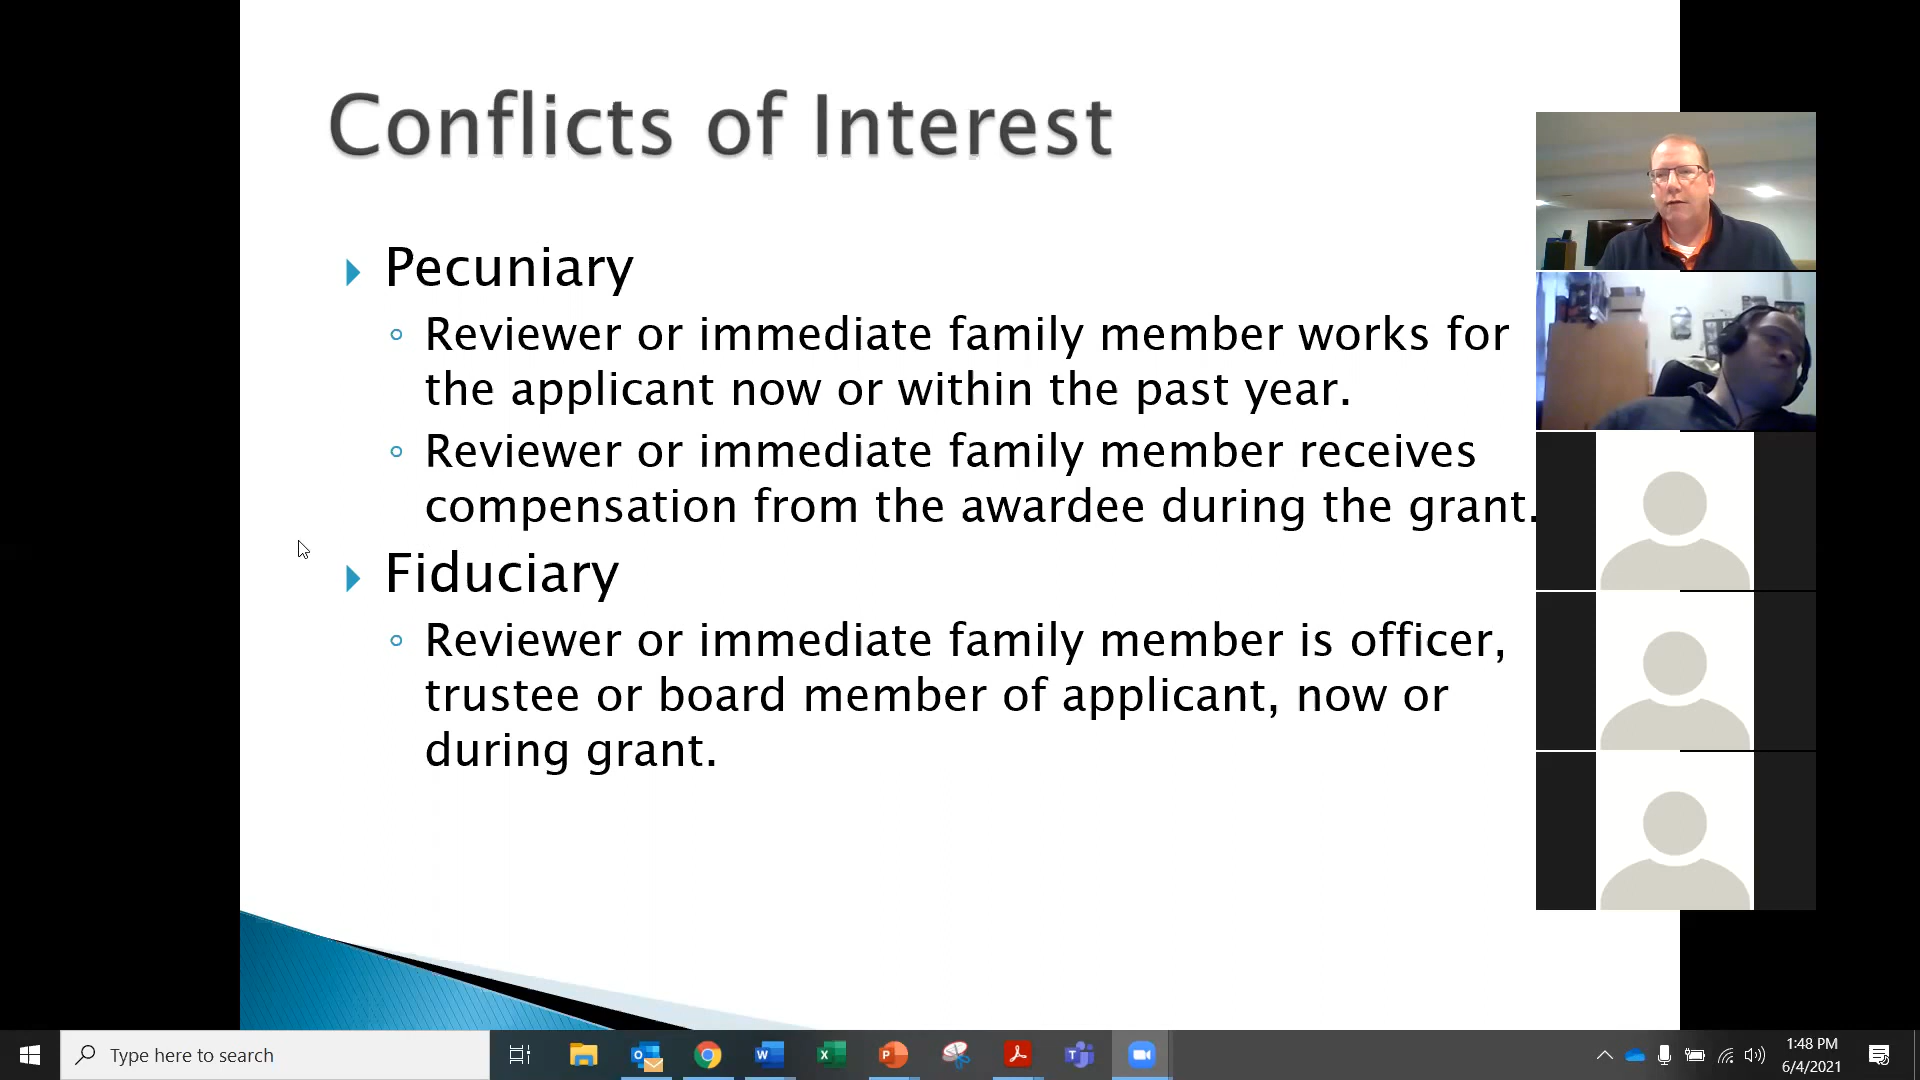 Conflicts of Interest
Pecuniary
Reviewer or immediate family member works for
the applicant now or within the past year.
Reviewer or immediate family member receives
compensation from the awardee during the grant.
Fiduciary
Reviewer or immediate family member is officer,
trustee or board member of applicant, now or
during grant.
Type here to search
1:48 PM
6/4/2021